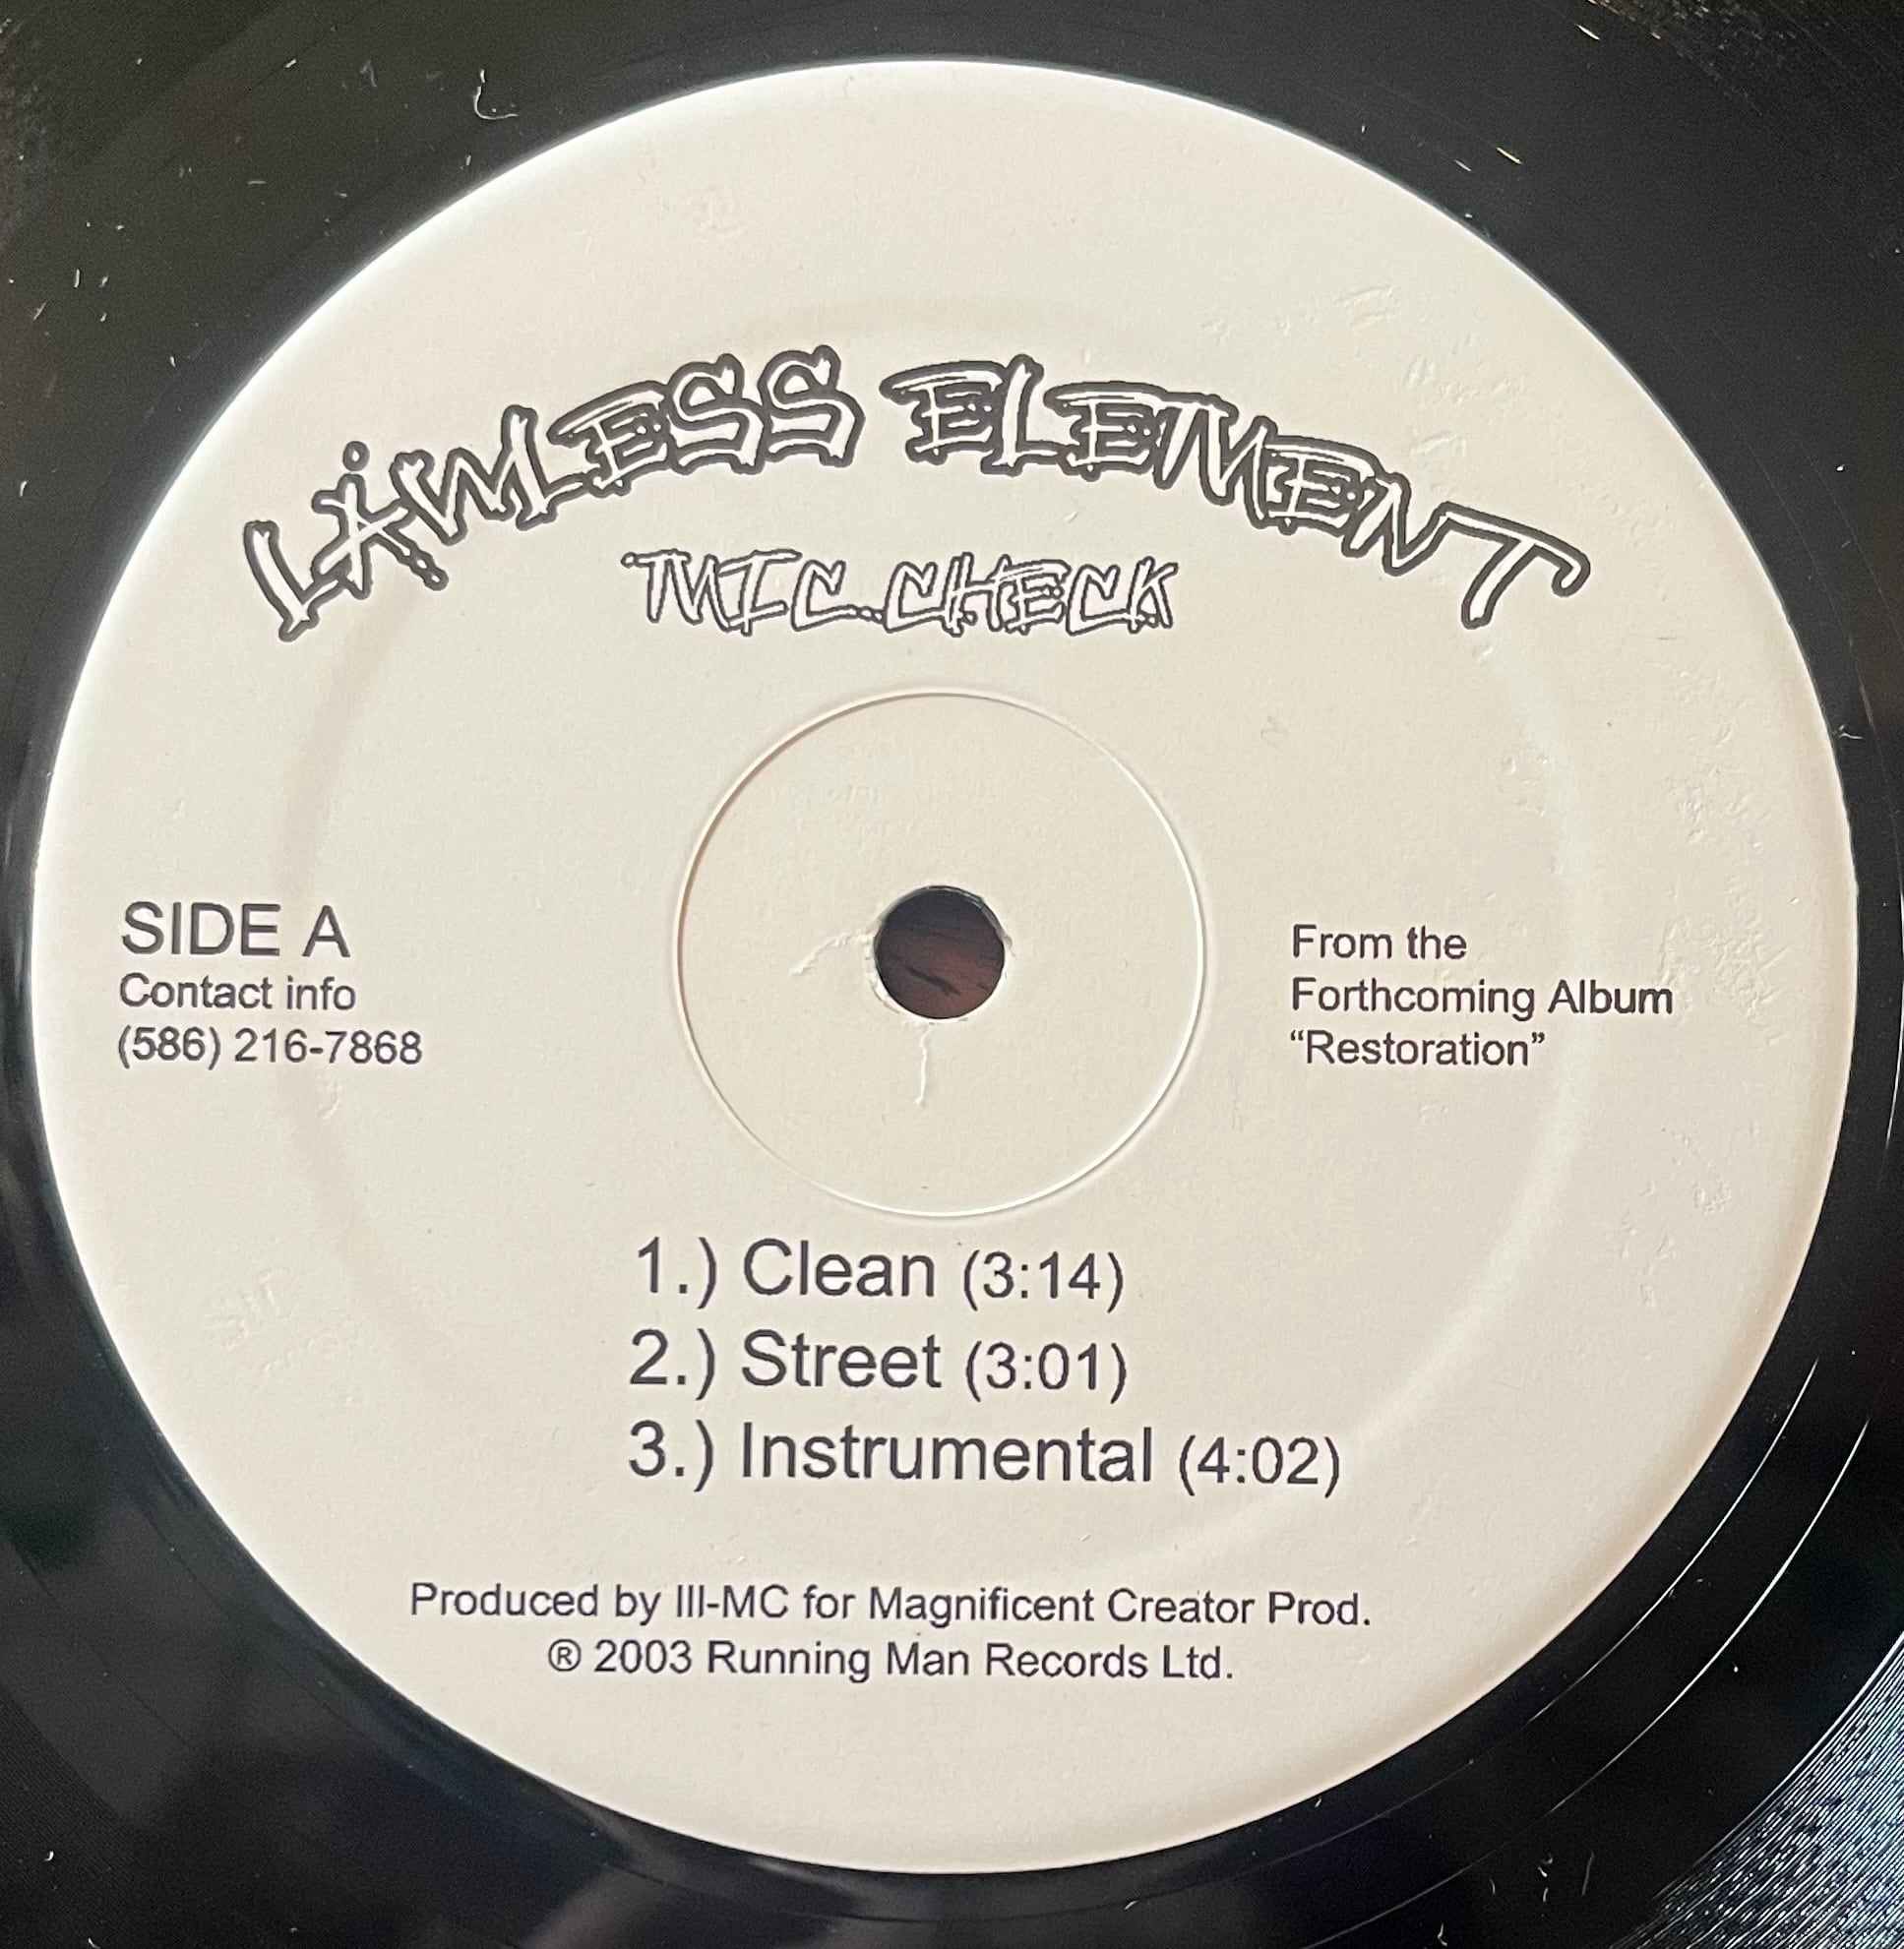 LAWLESS ELEMENT
MIC..CHECK
SIDE A
Contact info
(586) 216-7868
From the
Forthcoming Album
“Restoration”
1.) Clean (3:14)
2.) Street (3:01)
3.) Instrumental (4:02)
Produced by Ill-MC for Magnificent Creator Prod.
® 2003 Running Man Records Ltd.